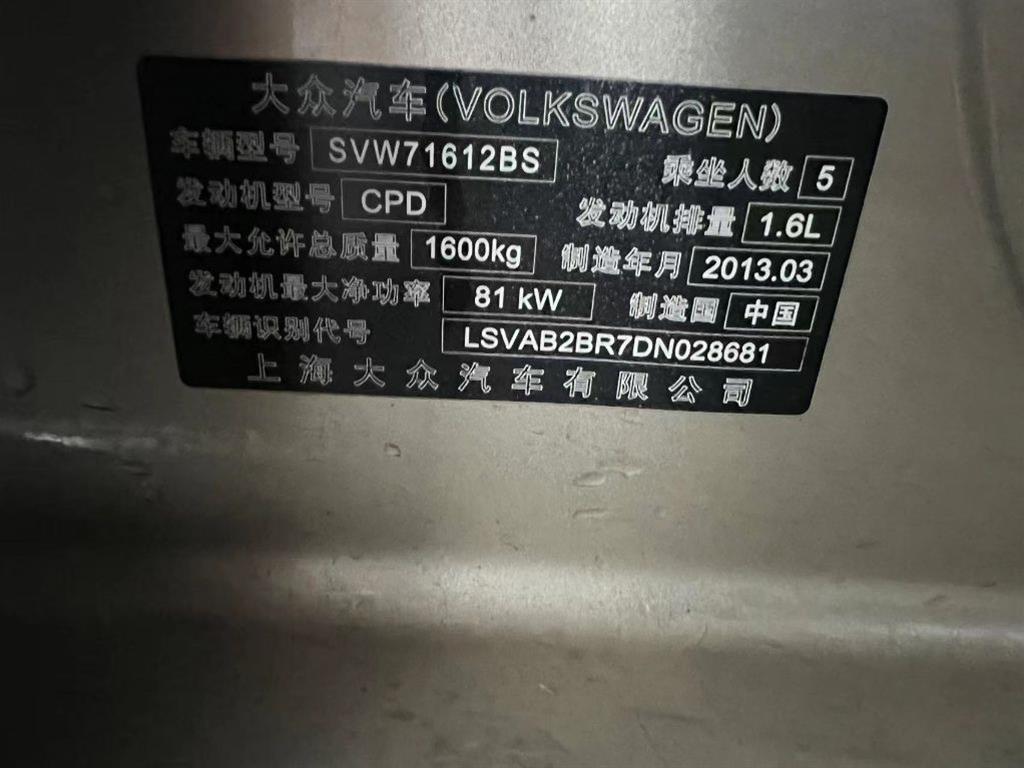 大众汽车(VOLKSWAGEN)
车辆型号 SVW71612BS 乘坐人数 5
发动机型号 CPD 发动机排量 1.6L
最大允许总质量 1600kg 制造年月 2013.03
发动机最大净功率 81 kW 制造国 中国
车辆识别代号 LSVAB2BR7DN028681
上海大众汽车有限公司